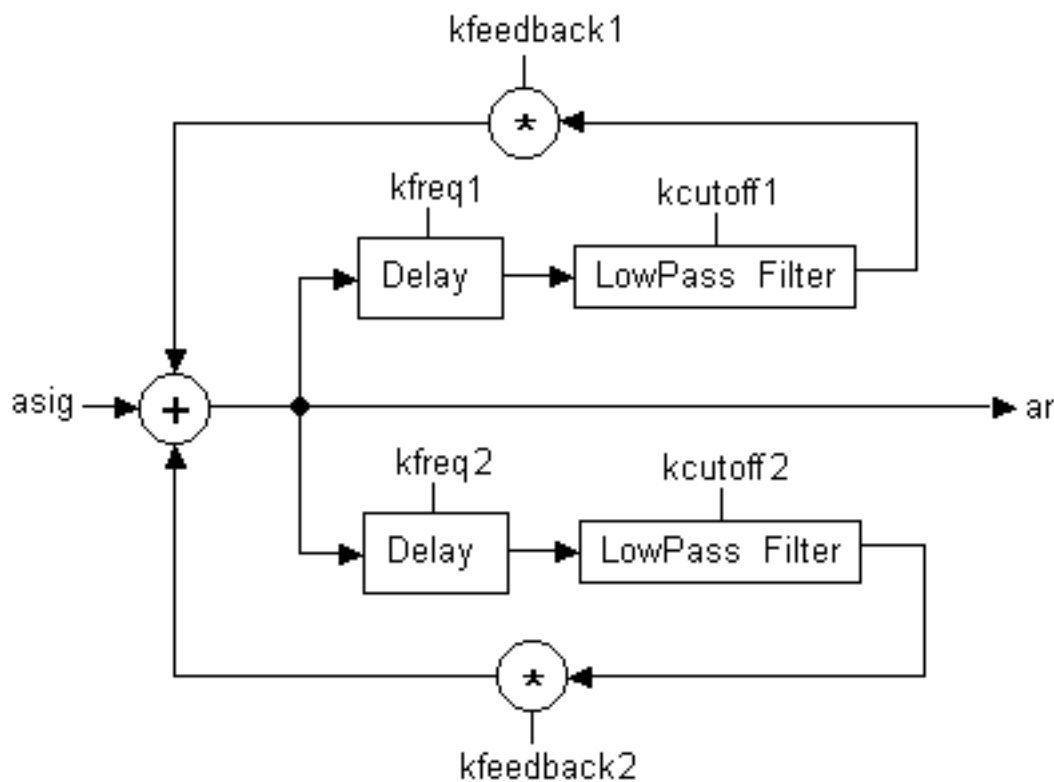 kfeedback1
*
kfreq1
kcutoff1
Delay
LowPass Filter
asig
+
ar
kfreq2
kcutoff2
Delay
LowPass Filter
*
kfeedback2